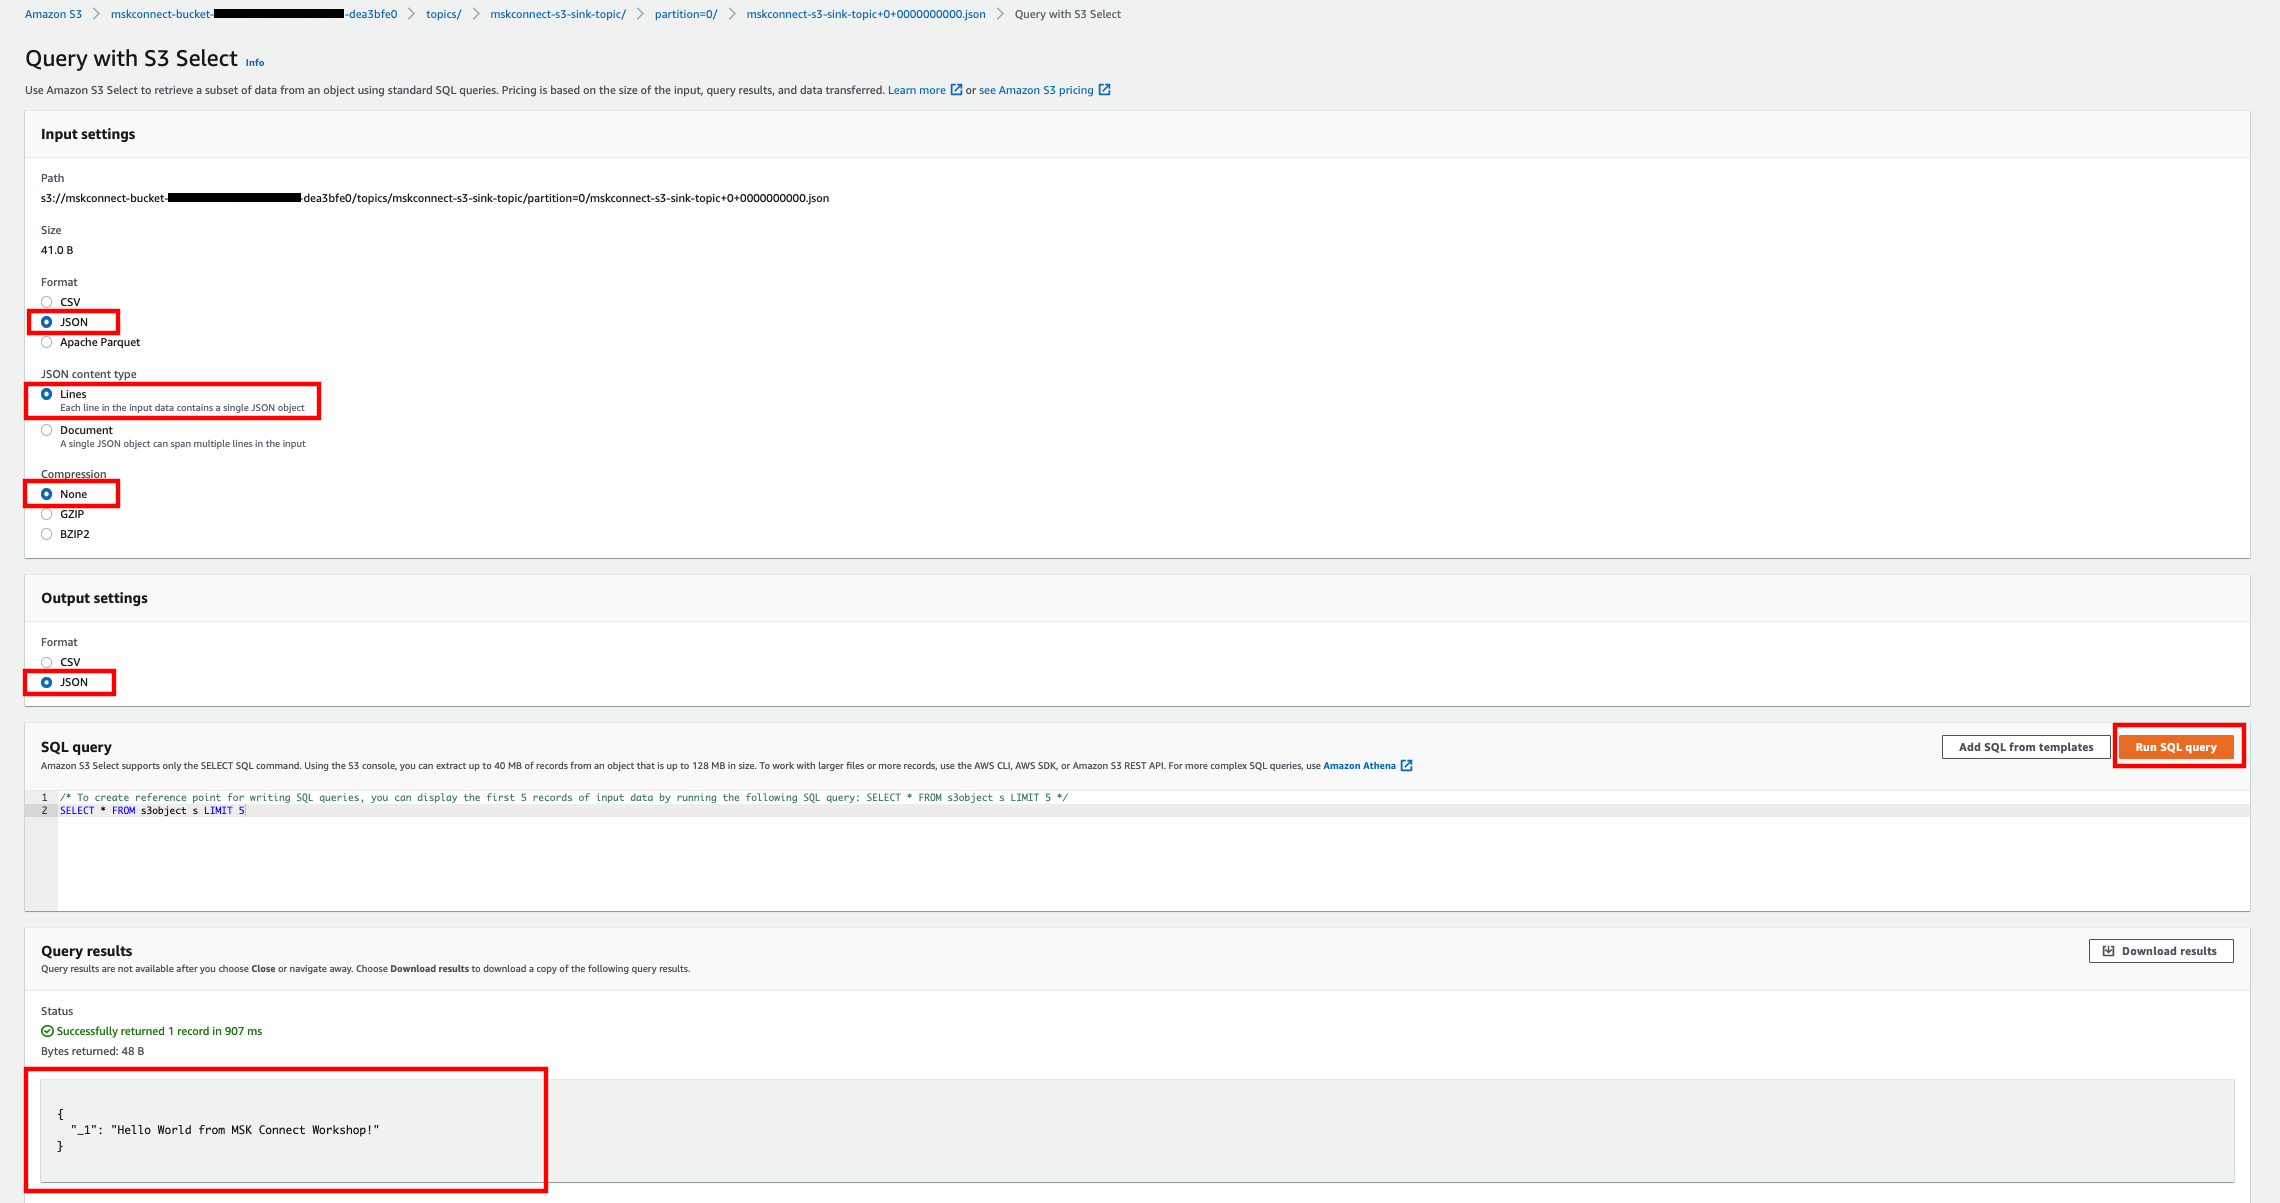 Amazon S3 > mskconnect-bucket- -dea3bfe0 > topics/ > mskconnect-s3-sink-topic/ > partition=0/ > mskconnect-s3-sink-topic+0+0000000000.json > Query with S3 Select
Query with S3 Select Info
Use Amazon S3 Select to retrieve a subset of data from an object using standard SQL queries. Pricing is based on the size of the input, query results, and data transferred. Learn more or see Amazon S3 pricing
Input settings
Path
s3://mskconnect-bucket- -dea3bfe0/topics/mskconnect-s3-sink-topic/partition=0/mskconnect-s3-sink-topic+0+0000000000.json
Size
41.0 B
Format
CSV
JSON
Apache Parquet
JSON content type
Lines
Each line in the input data contains a single JSON object
Document
A single JSON object can span multiple lines in the input
Compression
None
GZIP
BZIP2
Output settings
Format
CSV
JSON
SQL query
Add SQL from templates
Run SQL query
Amazon S3 Select supports only the SELECT SQL command. Using the S3 console, you can extract up to 40 MB of records from an object that is up to 128 MB in size. To work with larger files or more records, use the AWS CLI, AWS SDK, or Amazon S3 REST API. For more complex SQL queries, use Amazon Athena
1 /* To create reference point for writing SQL queries, you can display the first 5 records of input data by running the following SQL query: SELECT * FROM s3object s LIMIT 5 */
2 SELECT * FROM s3object s LIMIT 5
Query results
Download results
Query results are not available after you choose Close or navigate away. Choose Download results to download a copy of the following query results.
Status
Successfully returned 1 record in 907 ms
Bytes returned: 48 B
{
"_1": "Hello World from MSK Connect Workshop!"
}